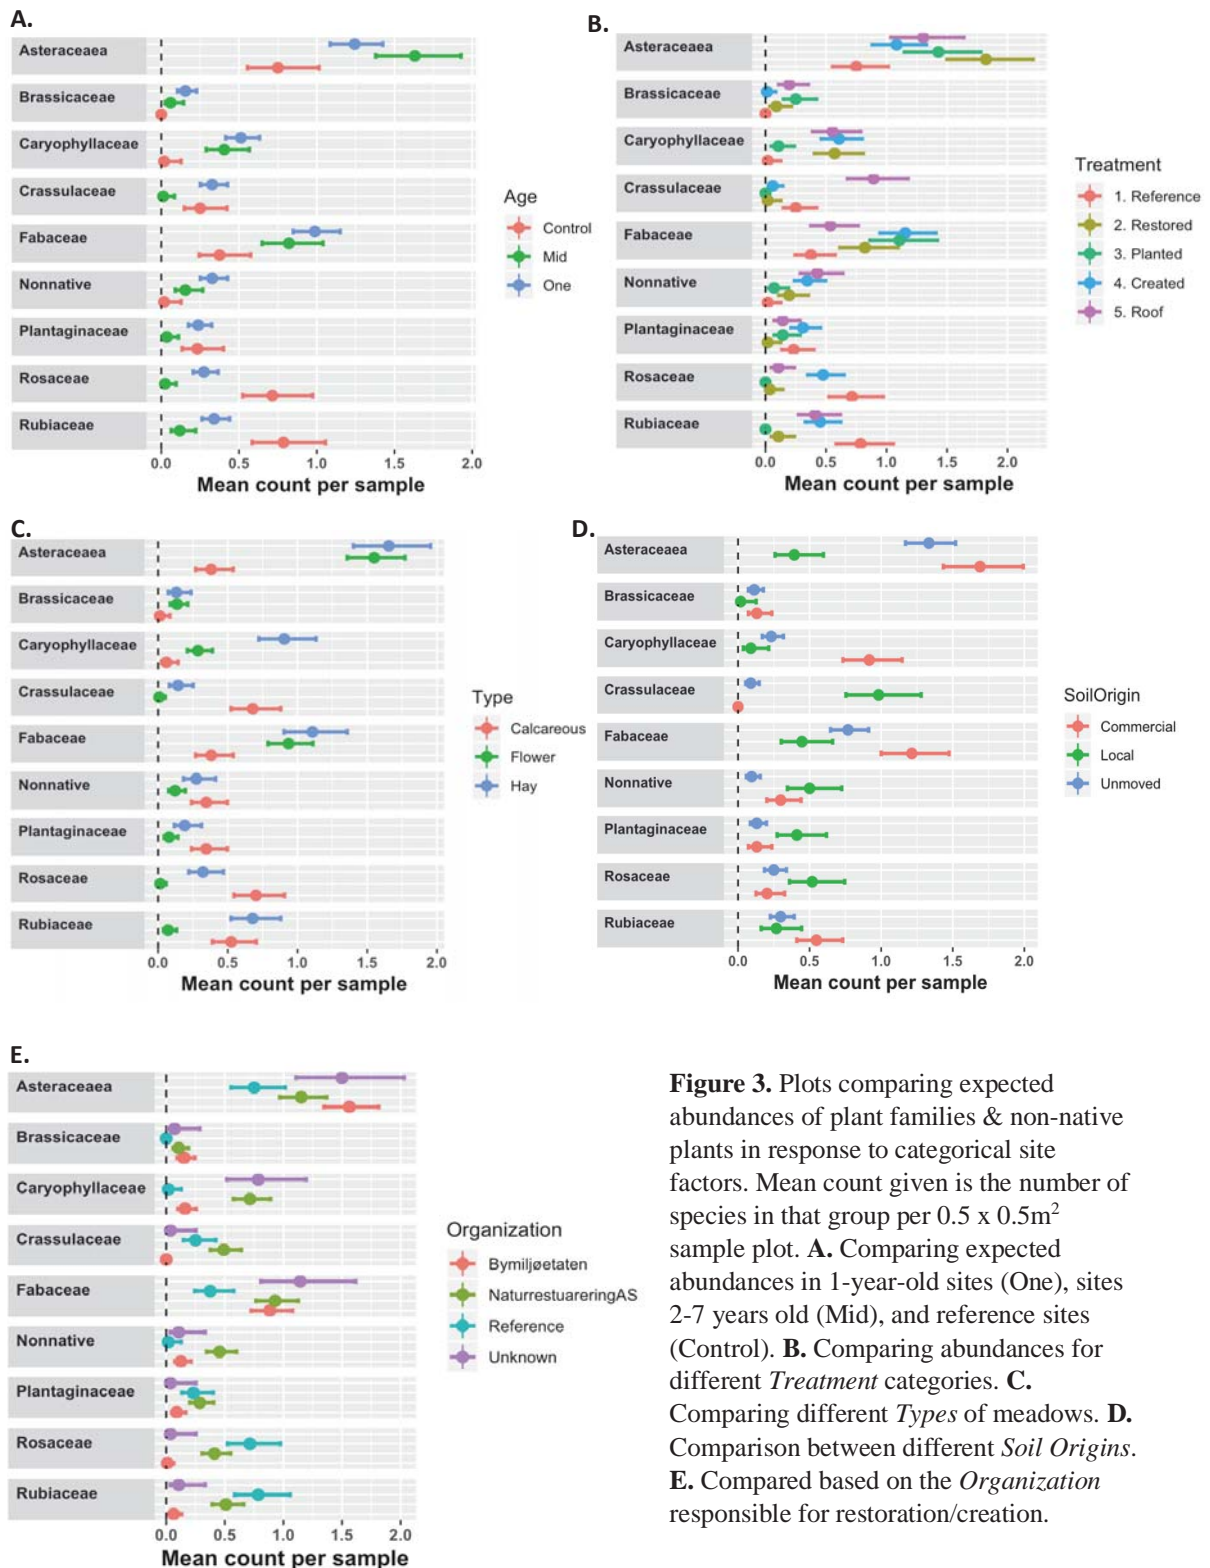 A.
Asteraceaea
Brassicaceae
Caryophyllaceae
Crassulaceae
Fabaceae
Nonnative
Plantaginaceae
Rosaceae
Rubiaceae
0.0 0.5 1.0 1.5 2.0
Mean count per sample
Age
Control
Mid
One
B.
Asteraceaea
Brassicaceae
Caryophyllaceae
Crassulaceae
Fabaceae
Nonnative
Plantaginaceae
Rosaceae
Rubiaceae
0.0 0.5 1.0 1.5 2.0
Mean count per sample
Treatment
1. Reference
2. Restored
3. Planted
4. Created
5. Roof
C.
Asteraceaea
Brassicaceae
Caryophyllaceae
Crassulaceae
Fabaceae
Nonnative
Plantaginaceae
Rosaceae
Rubiaceae
0.0 0.5 1.0 1.5 2.0
Mean count per sample
Type
Calcareous
Flower
Hay
D.
Asteraceaea
Brassicaceae
Caryophyllaceae
Crassulaceae
Fabaceae
Nonnative
Plantaginaceae
Rosaceae
Rubiaceae
0.0 0.5 1.0 1.5 2.0
Mean count per sample
SoilOrigin
Commercial
Local
Unmoved
E.
Asteraceaea
Brassicaceae
Caryophyllaceae
Crassulaceae
Fabaceae
Nonnative
Plantaginaceae
Rosaceae
Rubiaceae
0.0 0.5 1.0 1.5 2.0
Mean count per sample
Organization
Bymiljøetaten
NaturrestuareringAS
Reference
Unknown
Figure 3. Plots comparing expected
abundances of plant families & non-native
plants in response to categorical site
factors. Mean count given is the number of
species in that group per 0.5 x 0.5m²
sample plot. A. Comparing expected
abundances in 1-year-old sites (One), sites
2-7 years old (Mid), and reference sites
(Control). B. Comparing abundances for
different Treatment categories. C.
Comparing different Types of meadows. D.
Comparison between different Soil Origins.
E. Compared based on the Organization
responsible for restoration/creation.